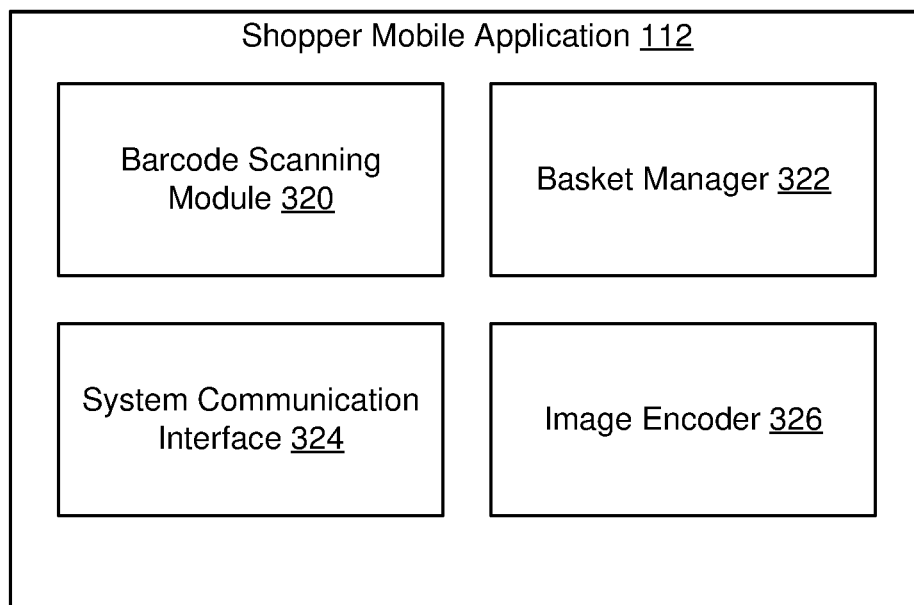 Shopper Mobile Application 112
Barcode Scanning
Module 320
Basket Manager 322
System Communication
Interface 324
Image Encoder 326